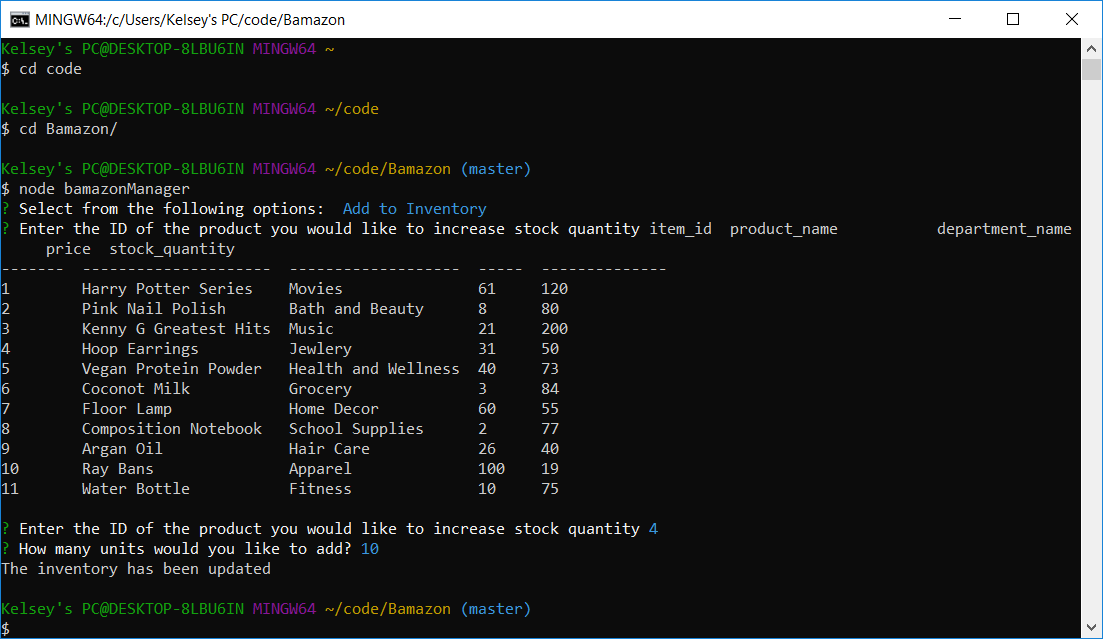 MINGW64:/c/Users/Kelsey's PC/code/Bamazon
Kelsey's PC@DESKTOP-8LBU6IN MINGW64 ~
$ cd code
Kelsey's PC@DESKTOP-8LBU6IN MINGW64 ~/code
$ cd Bamazon/
Kelsey's PC@DESKTOP-8LBU6IN MINGW64 ~/code/Bamazon (master)
$ node bamazonManager
? Select from the following options:  Add to Inventory
? Enter the ID of the product you would like to increase stock quantity item_id  product_name           department_name
     price  stock_quantity
-------  ---------------------  -------------------  -----  --------------
1        Harry Potter Series    Movies               61     120
2        Pink Nail Polish       Bath and Beauty      8      80
3        Kenny G Greatest Hits  Music                21     200
4        Hoop Earrings          Jewlery              31     50
5        Vegan Protein Powder   Health and Wellness  40     73
6        Coconot Milk           Grocery              3      84
7        Floor Lamp             Home Decor           60     55
8        Composition Notebook   School Supplies      2      77
9        Argan Oil              Hair Care            26     40
10       Ray Bans               Apparel              100    19
11       Water Bottle           Fitness              10     75
? Enter the ID of the product you would like to increase stock quantity 4
? How many units would you like to add? 10
The inventory has been updated
Kelsey's PC@DESKTOP-8LBU6IN MINGW64 ~/code/Bamazon (master)
$